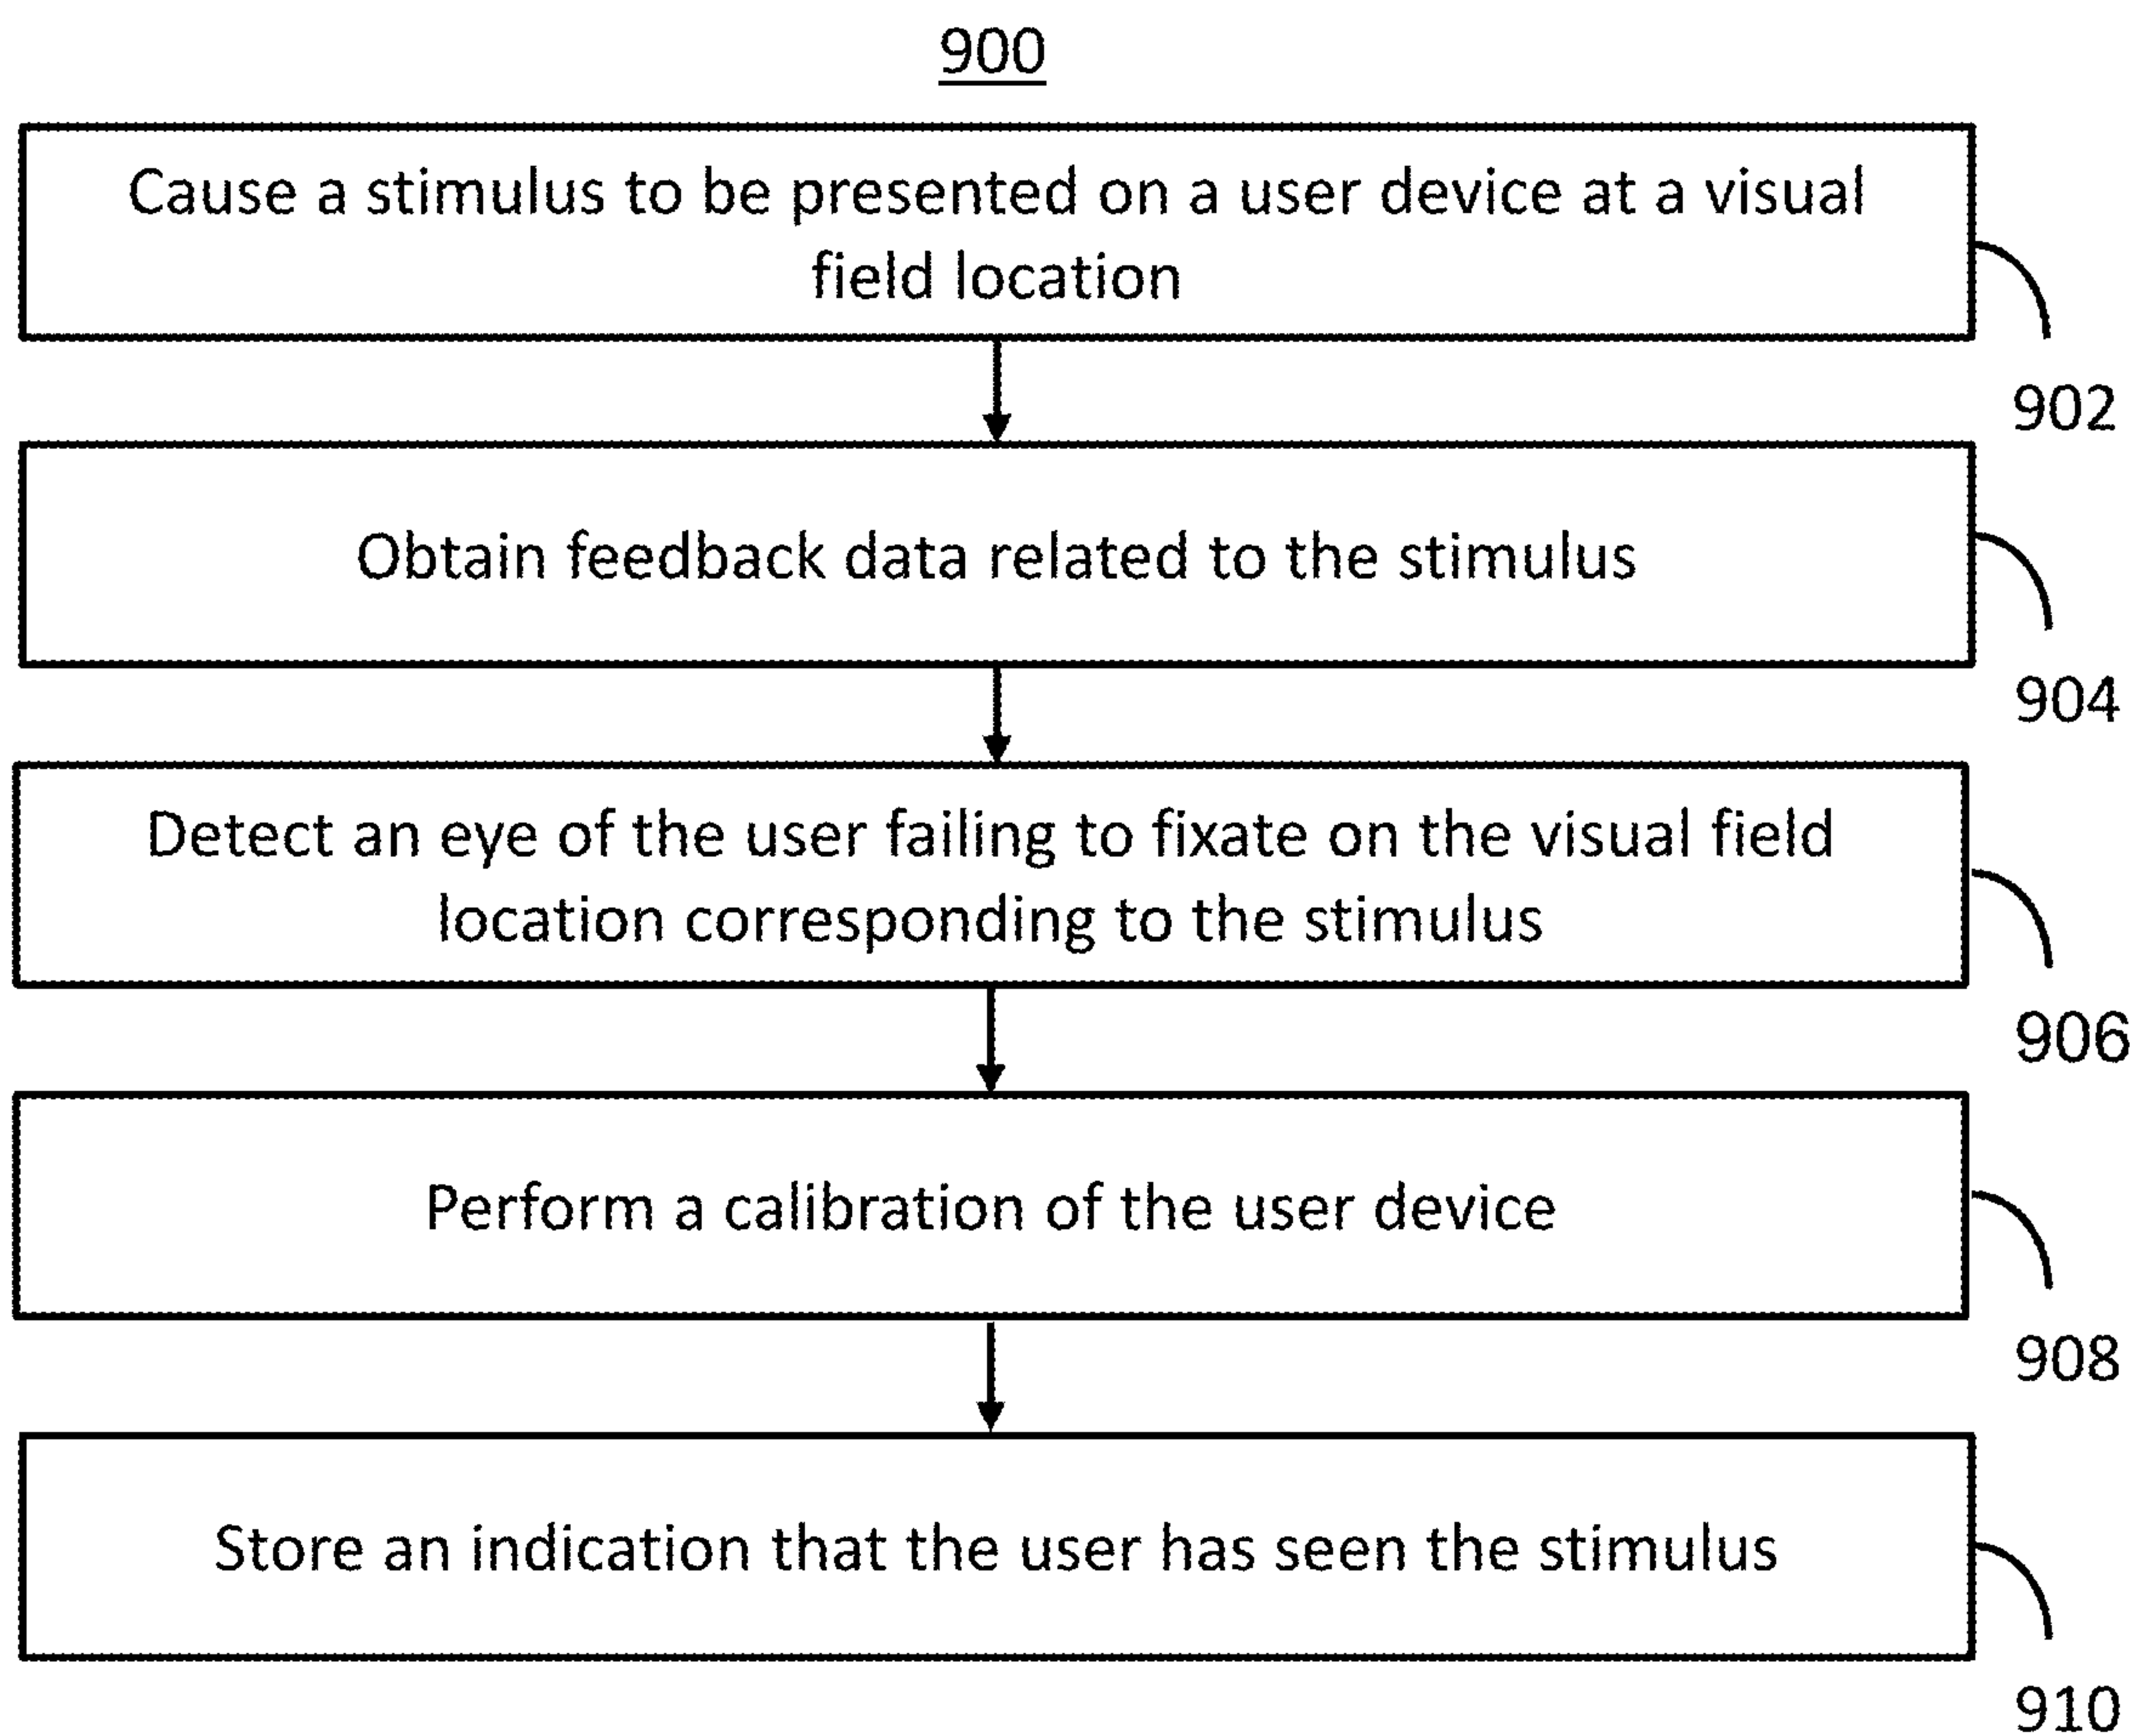 900
Cause a stimulus to be presented on a user device at a visual
field location
902
Obtain feedback data related to the stimulus
904
Detect an eye of the user failing to fixate on the visual field
location corresponding to the stimulus
906
Perform a calibration of the user device
908
Store an indication that the user has seen the stimulus
910